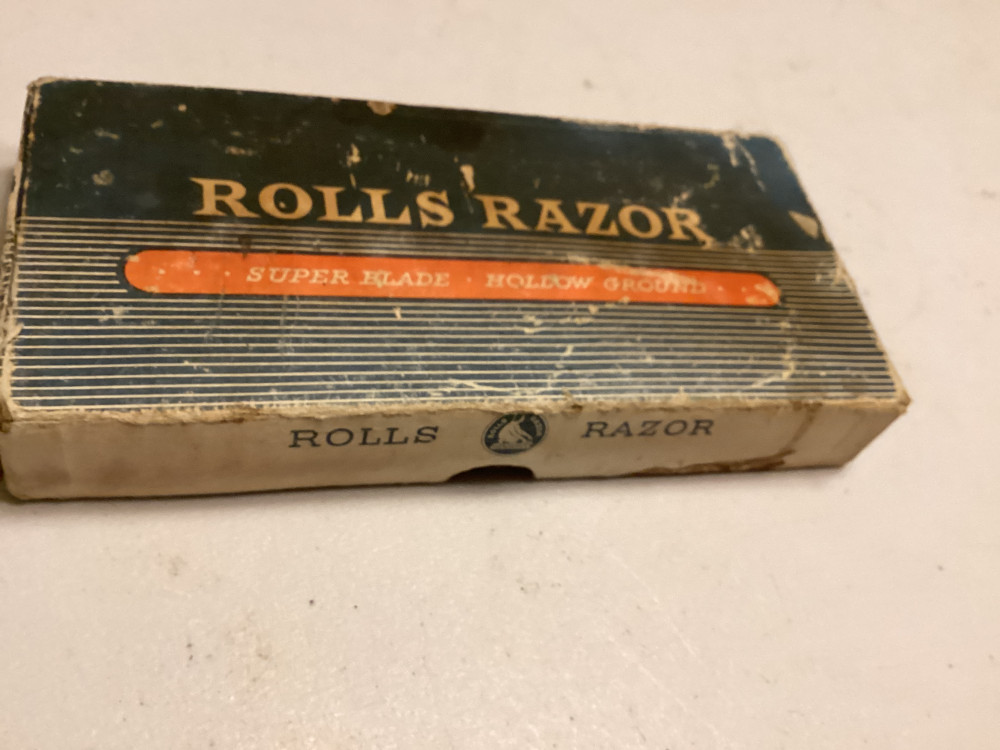 ROLLS RAZOR
SUPER BLADE · HOLLOW GROUND
ROLLS RAZOR